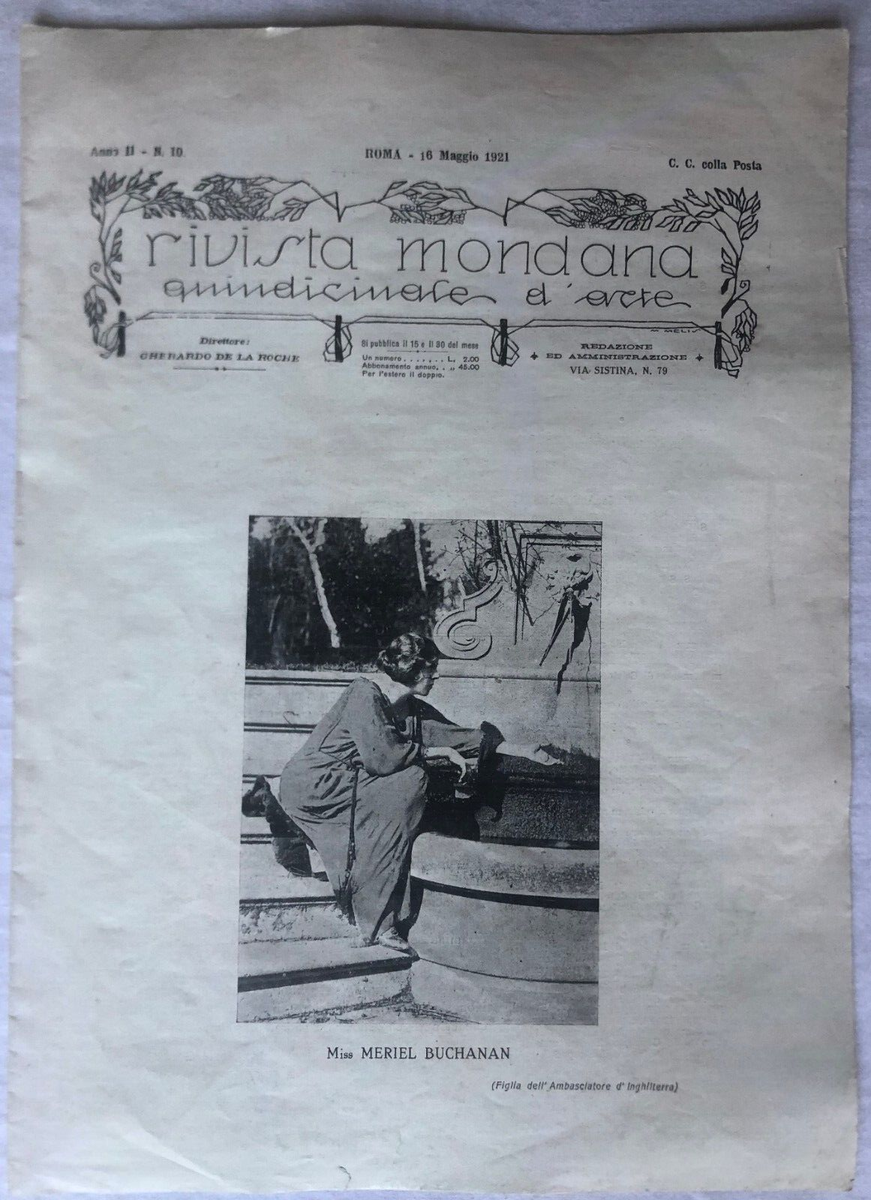 Anno II - N. 10
ROMA - 16 Maggio 1921
C. C. colla Posta
rivista mondana
quindicinale d'arte
M. MELIS
Direttore:
GHERARDO DE LA ROCHE
Si pubblica il 15 e il 30 del mese
Un numero . . . . . . L. 2.00
Abbonamento annuo, . „ 45.00
Per l'estero il doppio.
REDAZIONE
✦ ED AMMINISTRAZIONE ✦
VIA SISTINA, N. 79
Miss MERIEL BUCHANAN
(Figlia dell' Ambasciatore d' Inghilterra)